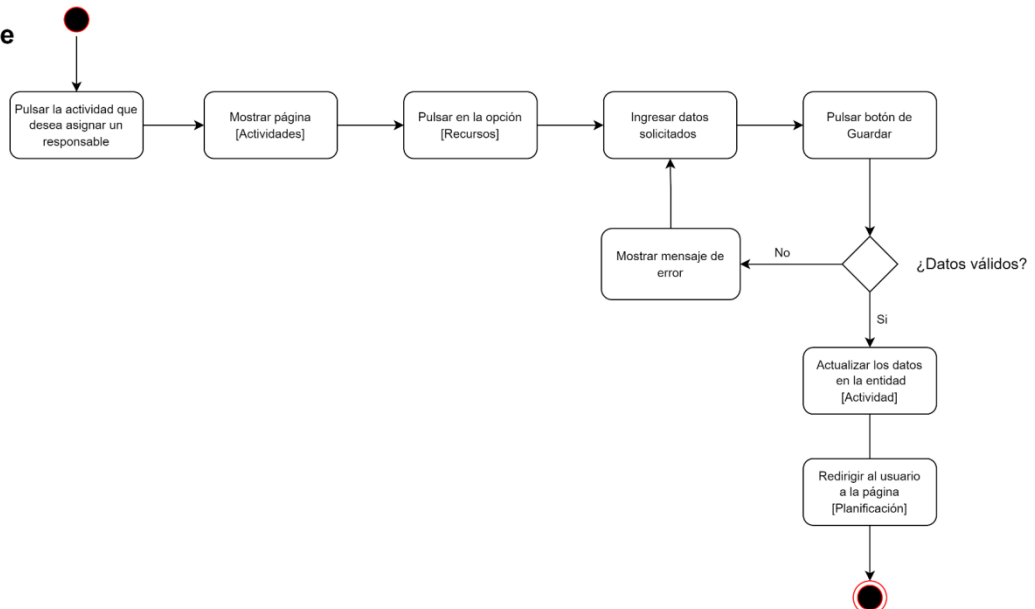 e
Pulsar la actividad que
desea asignar un
responsable
Mostrar página
[Actividades]
Pulsar en la opción
[Recursos]
Ingresar datos
solicitados
Pulsar botón de
Guardar
Mostrar mensaje de
error
No
¿Datos válidos?
Si
Actualizar los datos
en la entidad
[Actividad]
Redirigir al usuario
a la página
[Planificación]